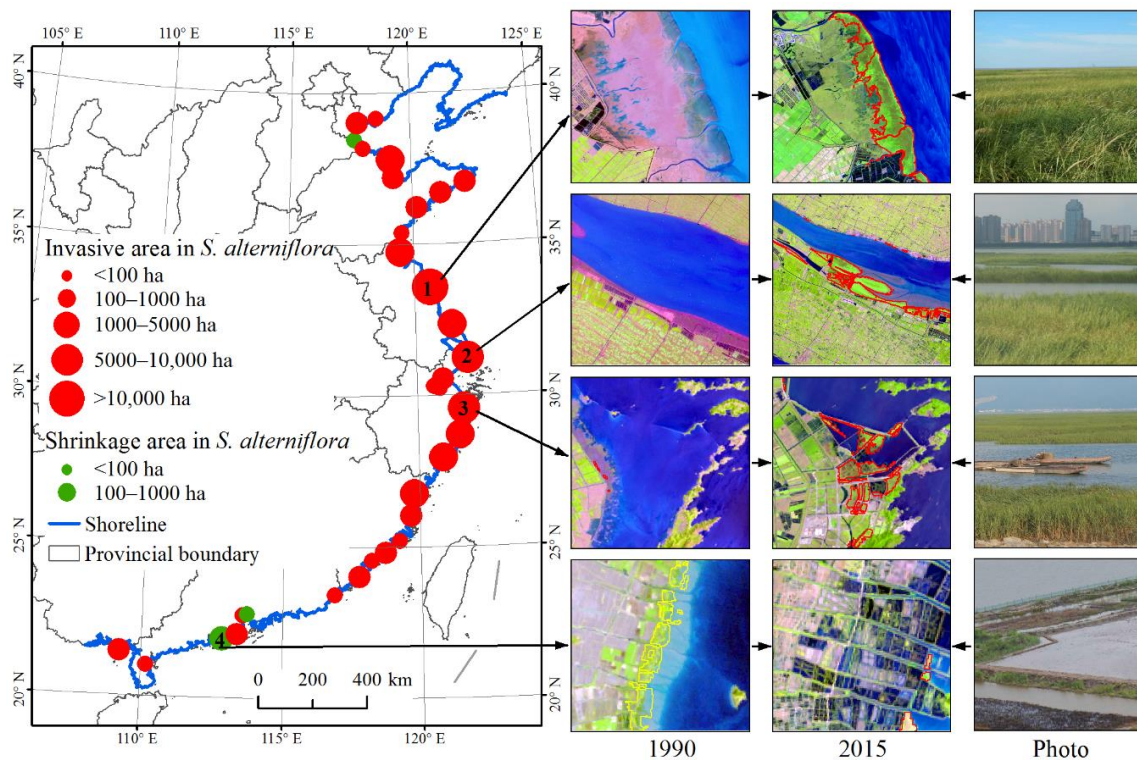 105° E
110° E
115° E
120° E
125° E
40° N
40° N
35° N
35° N
30° N
30° N
25° N
25° N
20° N
20° N
Invasive area in S. alterniflora
<100 ha
100–1000 ha
1000–5000 ha
5000–10,000 ha
>10,000 ha
Shrinkage area in S. alterniflora
<100 ha
100–1000 ha
Shoreline
Provincial boundary
1
2
3
4
0 200 400 km
110° E
115° E
120° E
1990
2015
Photo